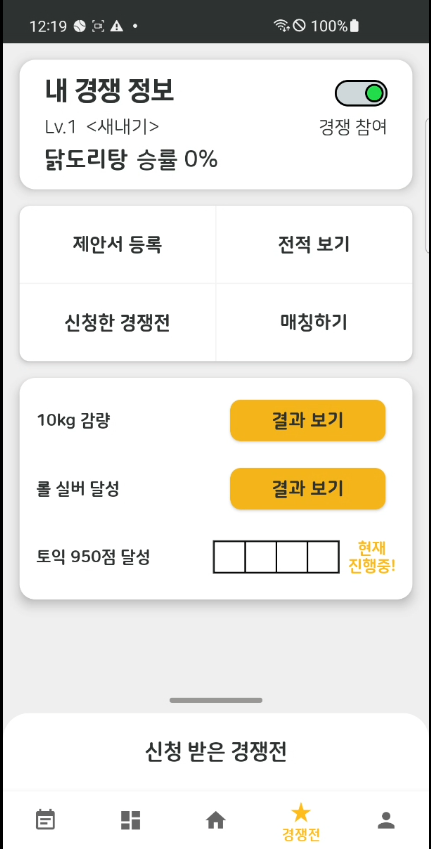 12:19
100%
내 경쟁 정보
Lv.1 <새내기>
경쟁 참여
닭도리탕 승률 0%
제안서 등록
전적 보기
신청한 경쟁전
매칭하기
10kg 감량
결과 보기
롤 실버 달성
결과 보기
토익 950점 달성
현재
진행중!
신청 받은 경쟁전
경쟁전